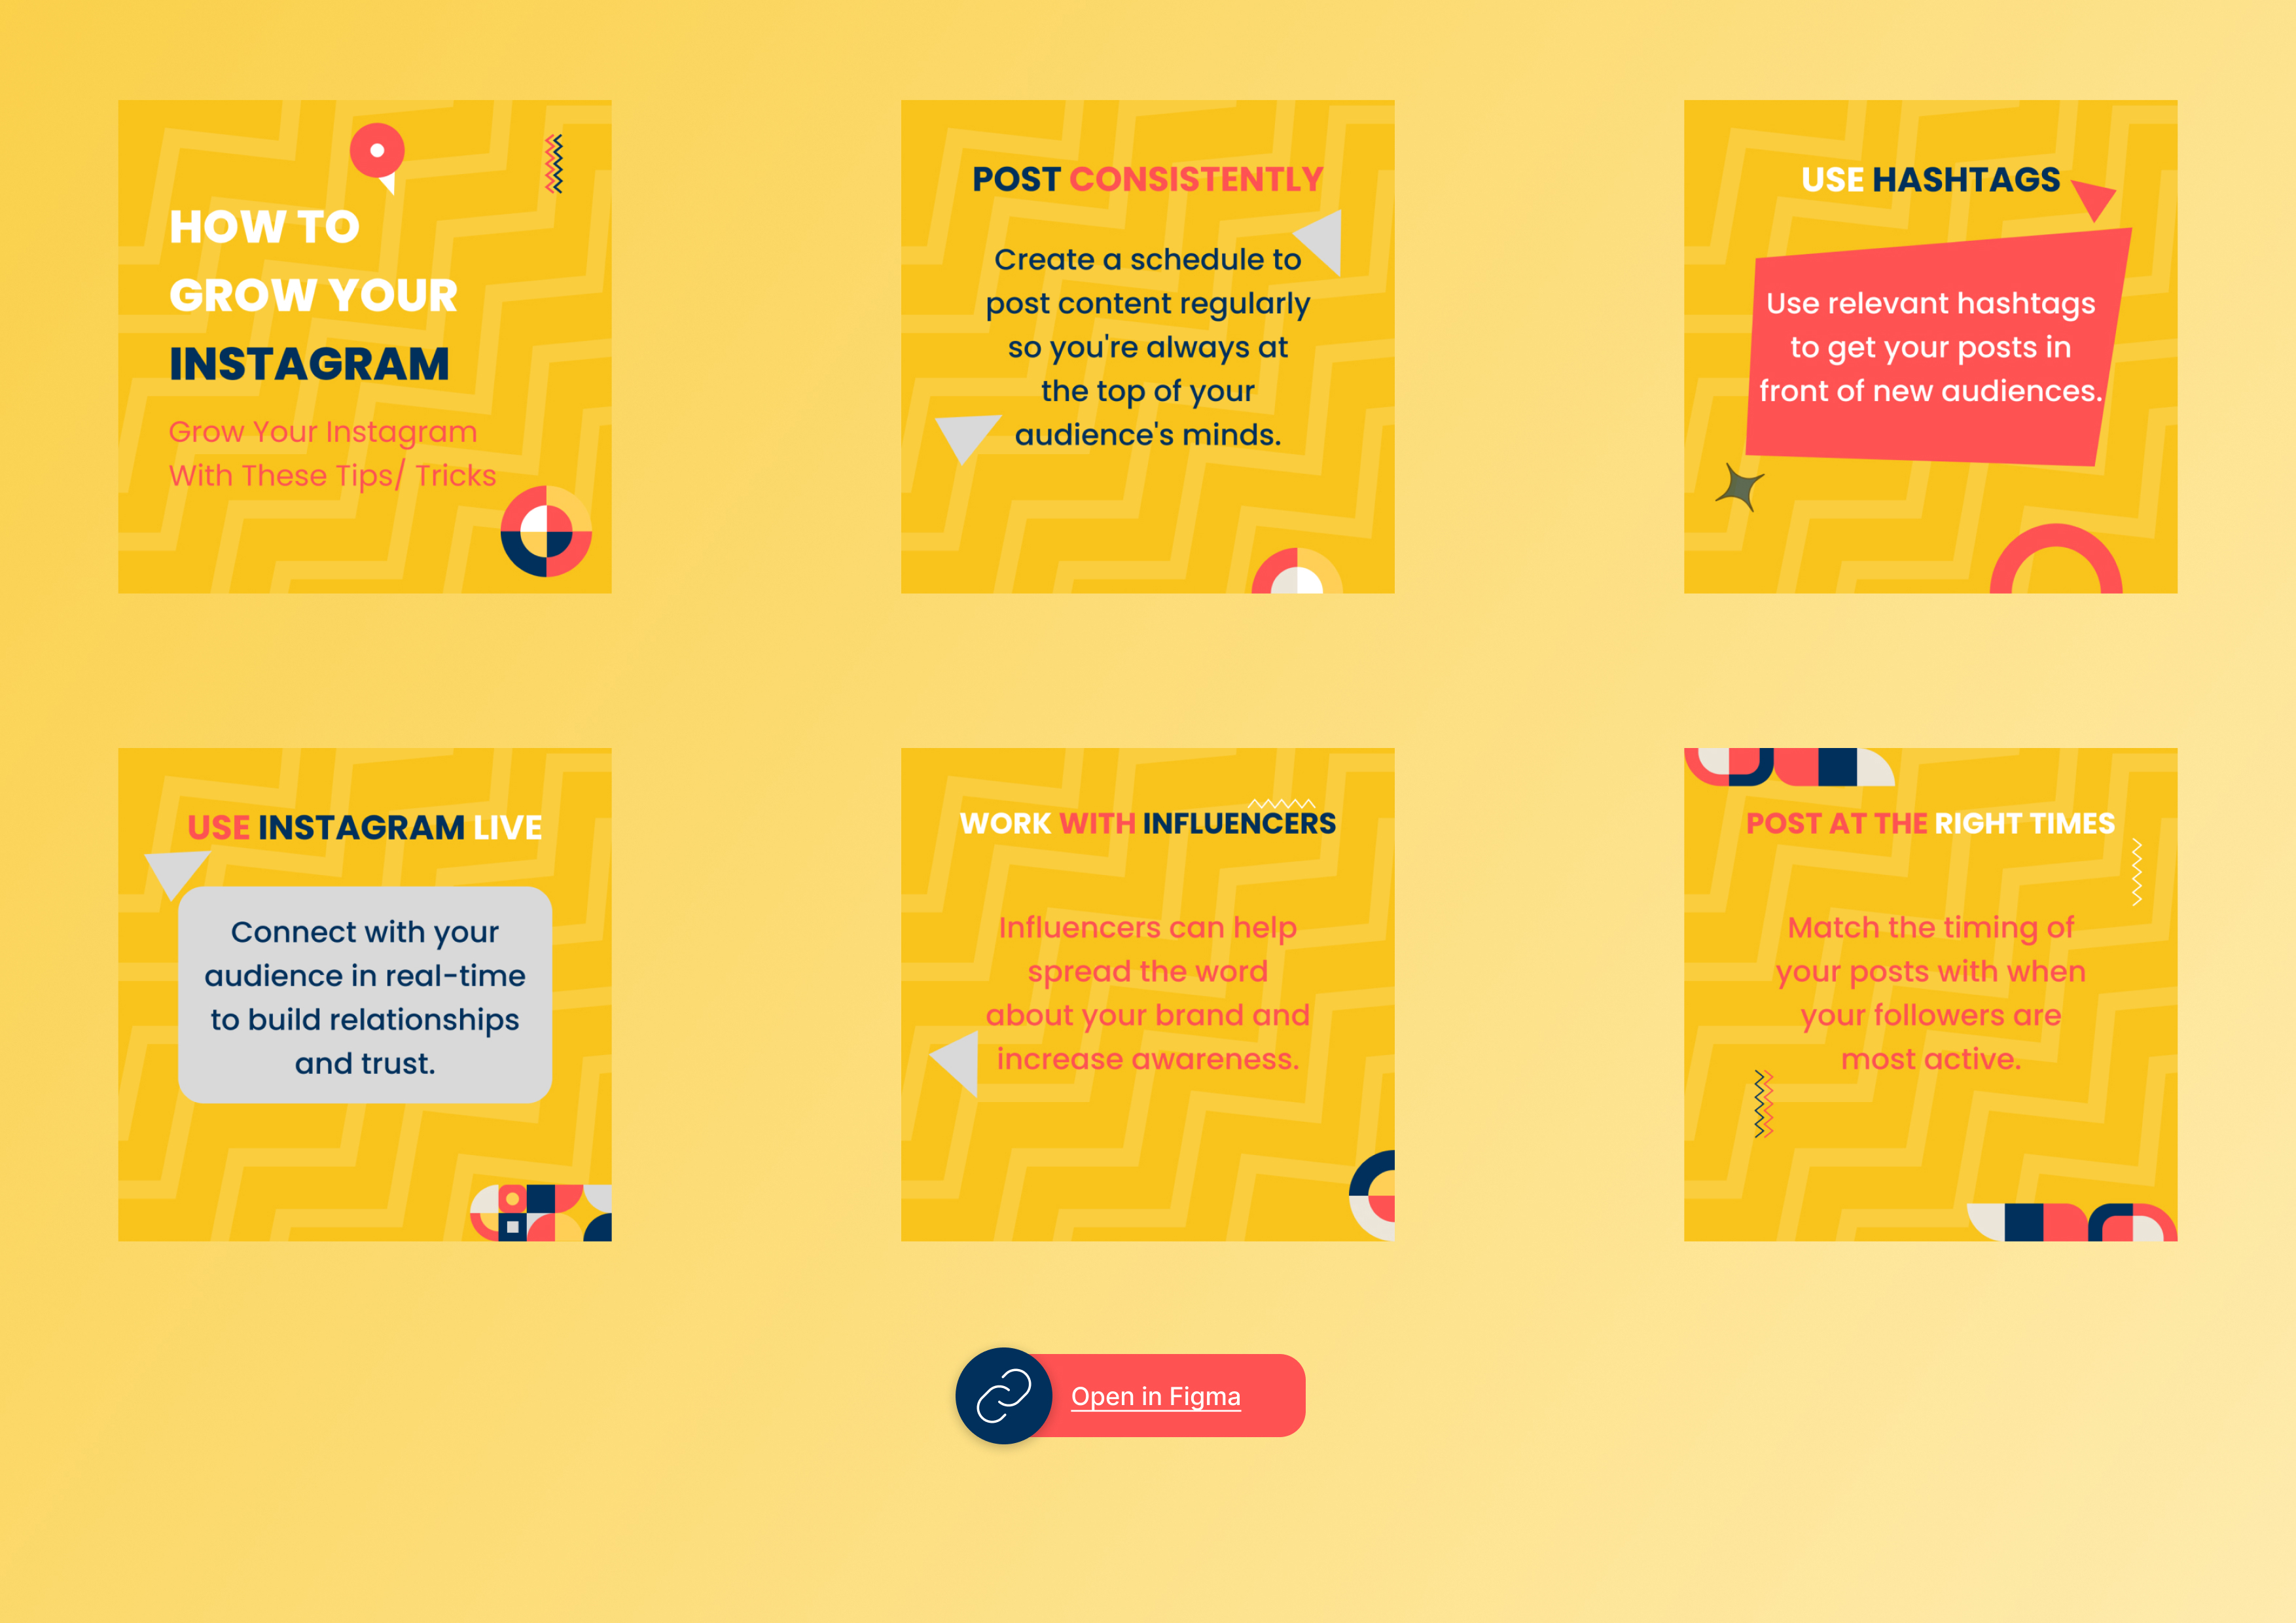 HOW TO
GROW YOUR
INSTAGRAM
Grow Your Instagram
With These Tips/ Tricks
POST CONSISTENTLY
Create a schedule to
post content regularly
so you're always at
the top of your
audience's minds.
USE HASHTAGS
Use relevant hashtags
to get your posts in
front of new audiences.
USE INSTAGRAM LIVE
Connect with your
audience in real-time
to build relationships
and trust.
WORK WITH INFLUENCERS
Influencers can help
spread the word
about your brand and
increase awareness.
POST AT THE RIGHT TIMES
Match the timing of
your posts with when
your followers are
most active.
Open in Figma